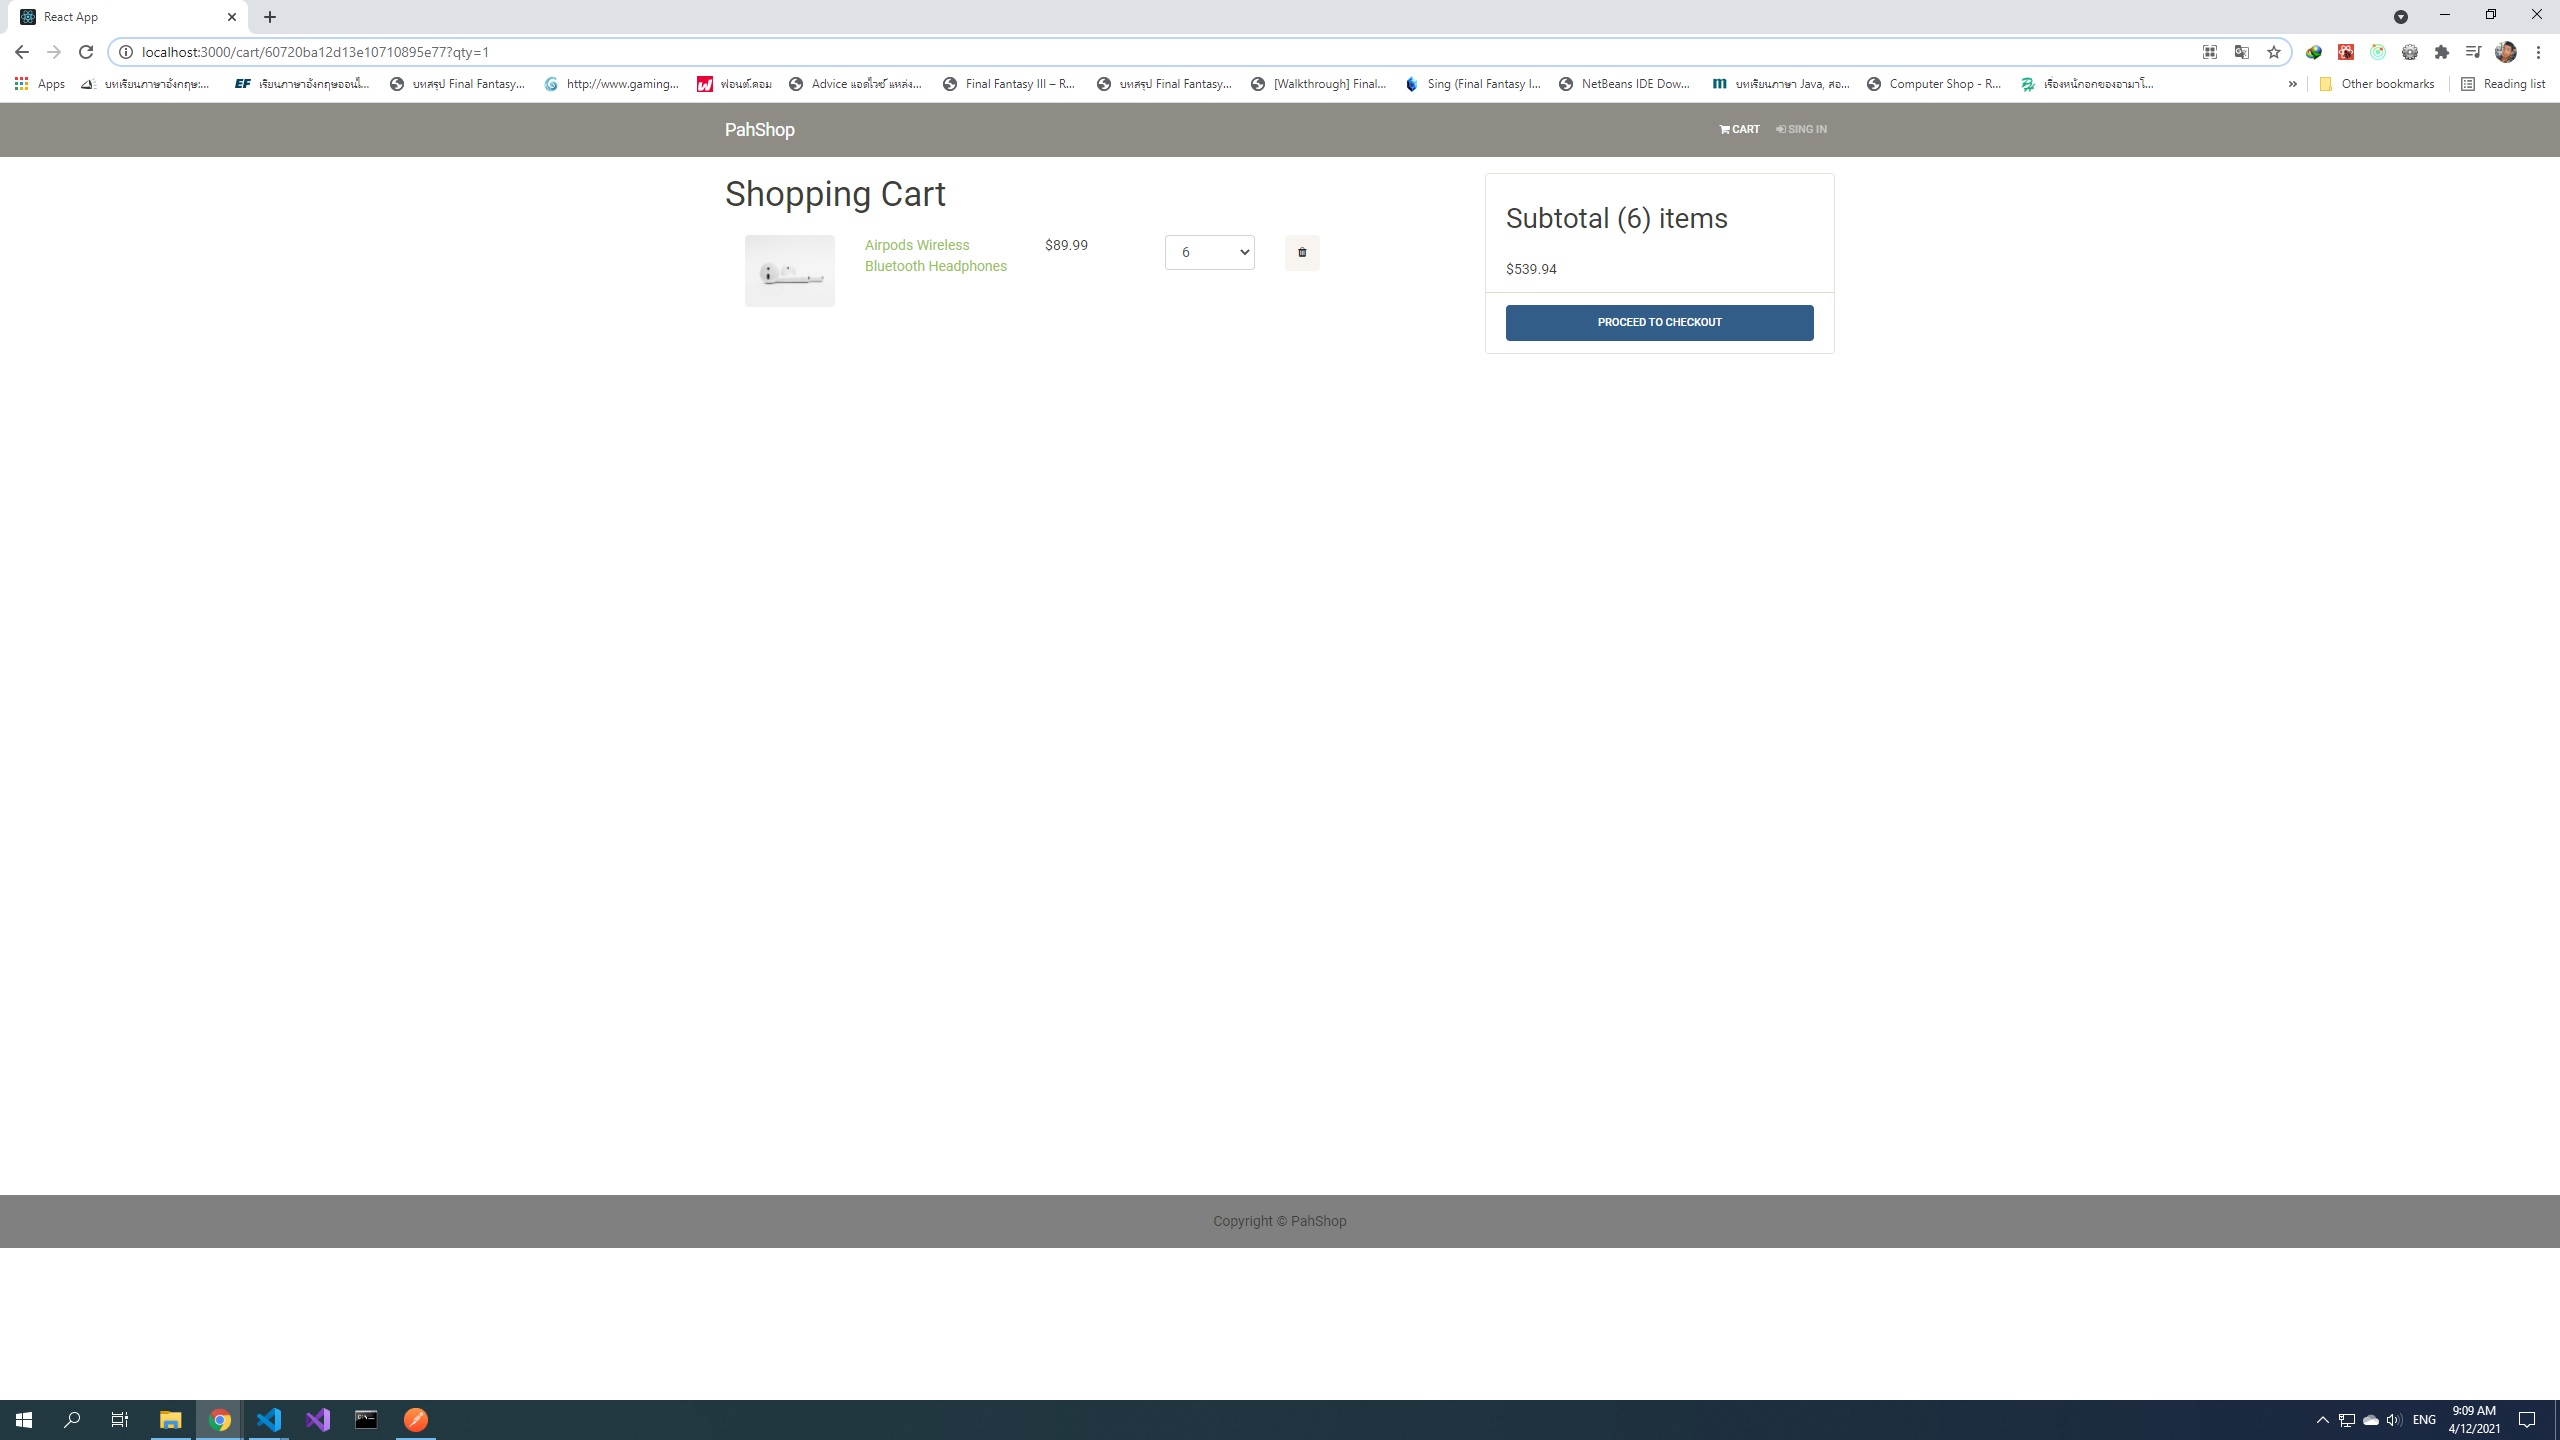 React App
localhost:3000/cart/60720ba12d13e10710895e77?qty=1
Apps
บทเรียนภาษาอังกฤษ:...
EF เรียนภาษาอังกฤษออนไ...
บทสรุป Final Fantasy...
http://www.gaming...
ฟอนต์.คอม
Advice แอดไวซ์ แหล่ง...
Final Fantasy III – R...
บทสรุป Final Fantasy...
[Walkthrough] Final...
Sing (Final Fantasy I...
NetBeans IDE Dow...
บทเรียนภาษา Java, สอ...
Computer Shop - R...
เรื่องหน้ากอกของอามาโ...
»
Other bookmarks
Reading list
PahShop
CART
SING IN
Shopping Cart
Airpods Wireless
Bluetooth Headphones
$89.99
6
Subtotal (6) items
$539.94
PROCEED TO CHECKOUT
Copyright © PahShop
ENG
9:09 AM
4/12/2021